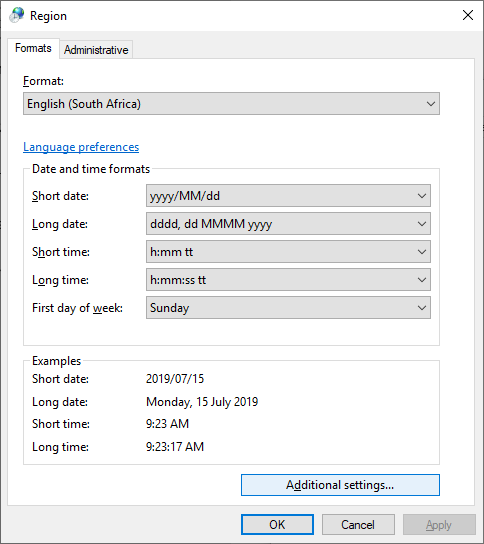 Region
Formats
Administrative
Format:
English (South Africa)
Language preferences
Date and time formats
Short date: yyyy/MM/dd
Long date: dddd, dd MMMM yyyy
Short time: h:mm tt
Long time: h:mm:ss tt
First day of week: Sunday
Examples
Short date: 2019/07/15
Long date: Monday, 15 July 2019
Short time: 9:23 AM
Long time: 9:23:17 AM
Additional settings...
OK Cancel Apply